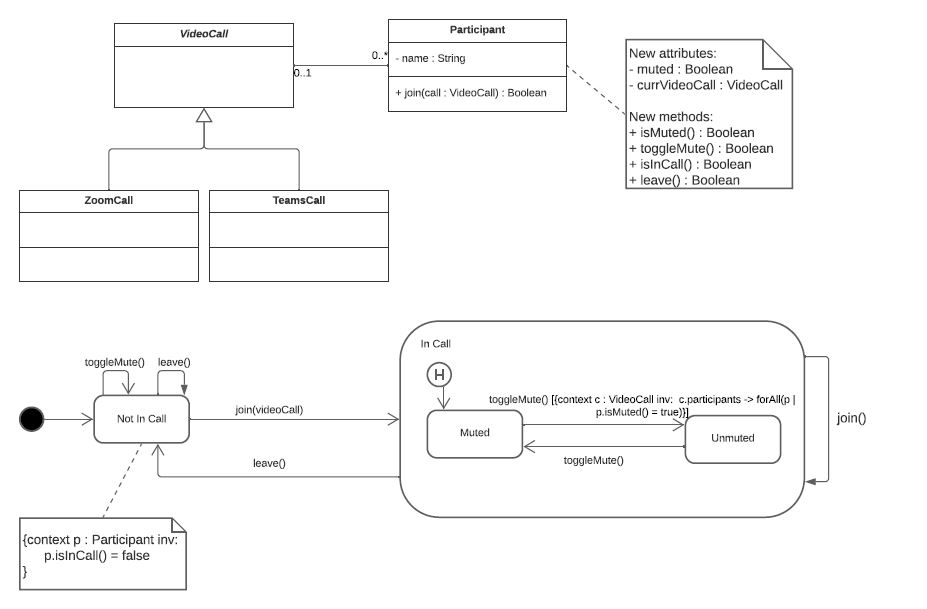 VideoCall
0..1
0..*
Participant
- name : String
+ join(call : VideoCall) : Boolean
New attributes:
- muted : Boolean
- currVideoCall : VideoCall
New methods:
+ isMuted() : Boolean
+ toggleMute() : Boolean
+ isInCall() : Boolean
+ leave() : Boolean
ZoomCall
TeamsCall
toggleMute()
leave()
Not In Call
join(videoCall)
leave()
{context p : Participant inv:
p.isInCall() = false
}
In Call
H
Muted
toggleMute() [{context c : VideoCall inv: c.participants -> forAll(p |
p.isMuted() = true)}]
Unmuted
toggleMute()
join()